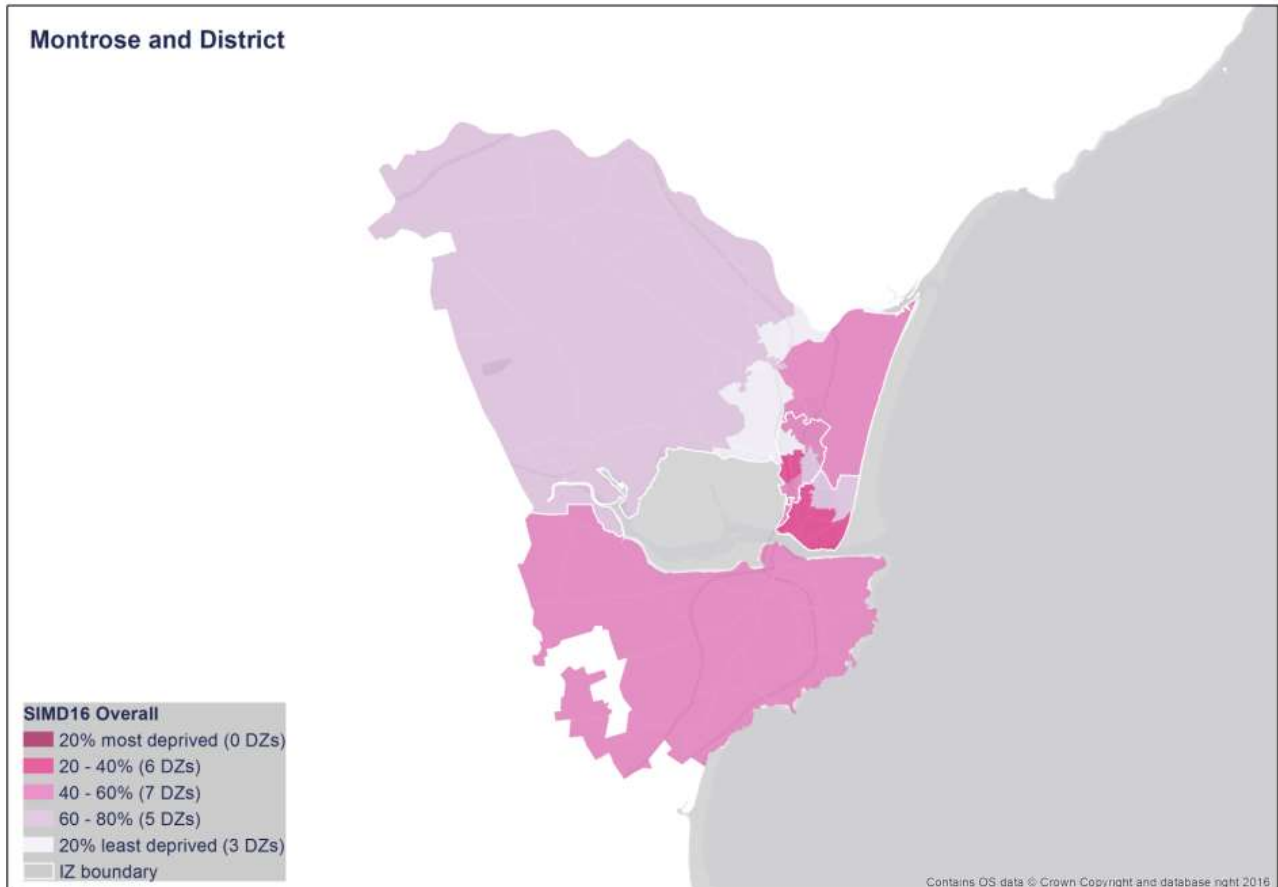 Montrose and District
SIMD16 Overall
20% most deprived (0 DZs)
20 - 40% (6 DZs)
40 - 60% (7 DZs)
60 - 80% (5 DZs)
20% least deprived (3 DZs)
IZ boundary
Contains OS data © Crown Copyright and database right 2016